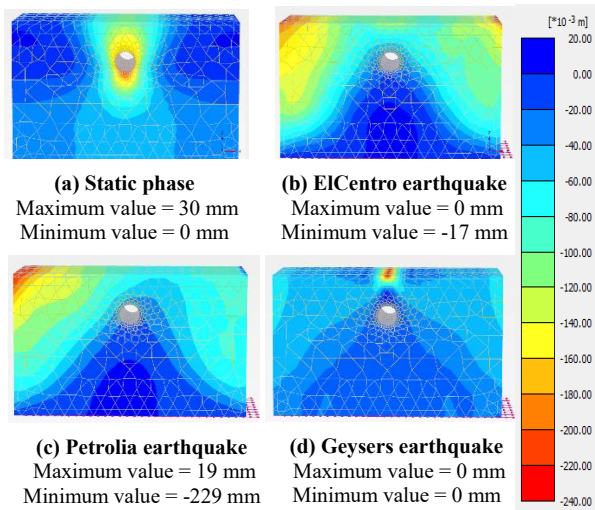 (a) Static phase
Maximum value = 30 mm
Minimum value = 0 mm
(b) ElCentro earthquake
Maximum value = 0 mm
Minimum value = -17 mm
(c) Petrolia earthquake
Maximum value = 19 mm
Minimum value = -229 mm
(d) Geysers earthquake
Maximum value = 0 mm
Minimum value = 0 mm
[*10⁻³ m]
20.00
0.00
-20.00
-40.00
-60.00
-80.00
-100.00
-120.00
-140.00
-160.00
-180.00
-200.00
-220.00
-240.00